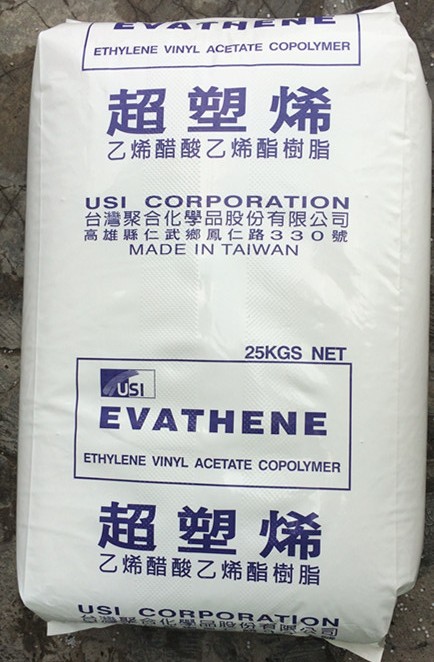 EVATHENE
ETHYLENE VINYL ACETATE COPOLYMER
超塑烯
乙烯醋酸乙烯酯樹脂
USI CORPORATION
台灣聚合化學品股份有限公司
高雄縣仁武鄉鳳仁路330號
MADE IN TAIWAN
25KGS NET
USI
EVATHENE
ETHYLENE VINYL ACETATE COPOLYMER
超塑烯
乙烯醋酸乙烯酯樹脂
USI CORPORATION
台灣聚合化學品股份有限公司